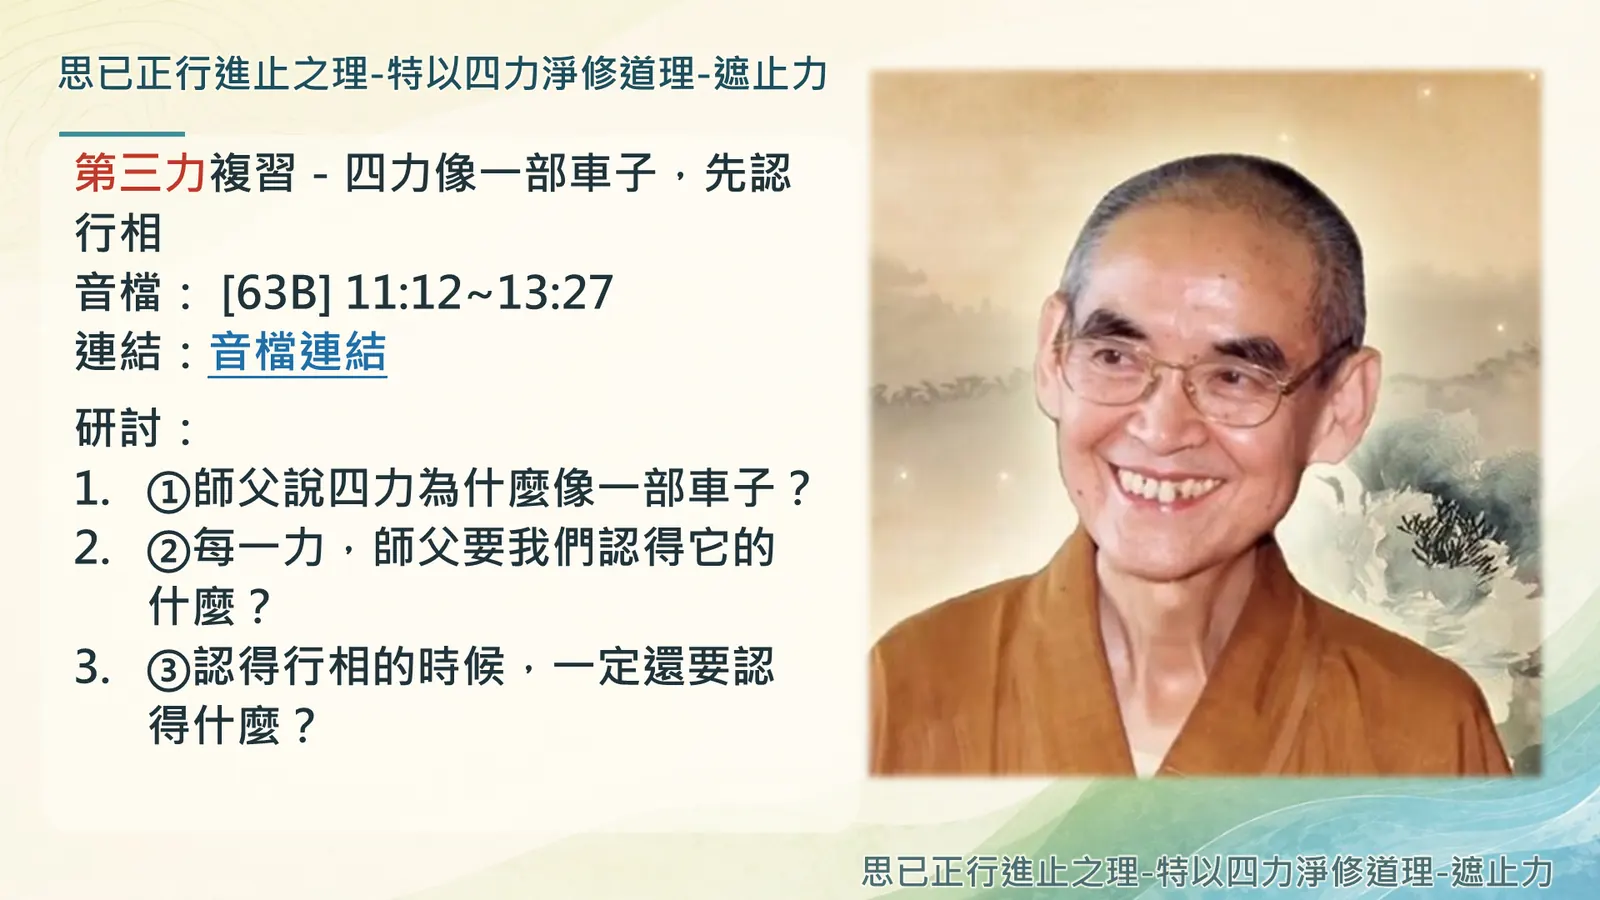 思已正行進止之理-特以四力淨修道理-遮止力
第三力複習 - 四力像一部車子，先認
行相
音檔： [63B] 11:12~13:27
連結：音檔連結
研討：
1. ①師父說四力為什麼像一部車子？
2. ②每一力，師父要我們認得它的
什麼？
3. ③認得行相的時候，一定還要認
得什麼？
思已正行進止之理-特以四力淨修道理-遮止力